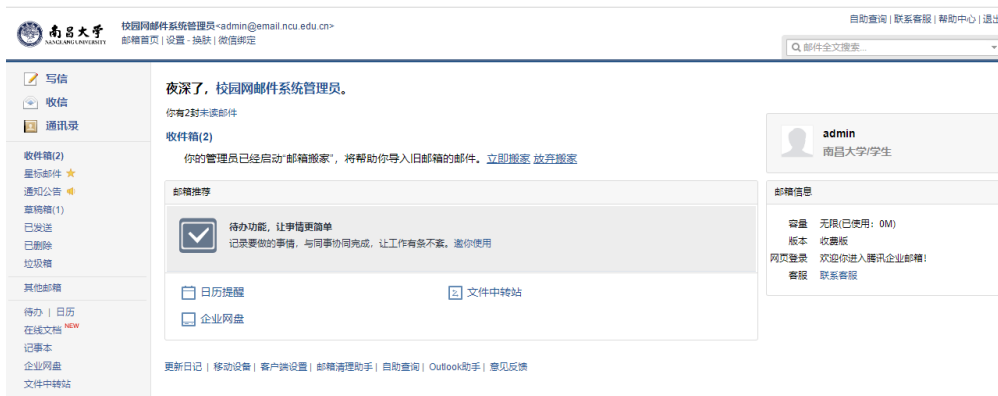 南昌大学
NANCHANG UNIVERSITY
校园网邮件系统管理员<admin@email.ncu.edu.cn>
邮箱首页 | 设置 - 换肤 | 微信绑定
自助查询 | 联系客服 | 帮助中心 | 退出
邮件全文搜索...
写信
收信
通讯录
收件箱(2)
星标邮件
通知公告
草稿箱(1)
已发送
已删除
垃圾箱
其他邮箱
待办 | 日历
在线文档 NEW
记事本
企业网盘
文件中转站
夜深了，校园网邮件系统管理员。
你有2封未读邮件
收件箱(2)
你的管理员已经启动“邮箱搬家”，将帮助你导入旧邮箱的邮件。 立即搬家 放弃搬家
邮箱推荐
待办功能，让事情更简单
记录要做的事情，与同事协同完成，让工作有条不紊。邀你使用
日历提醒
文件中转站
企业网盘
更新日记 | 移动设备 | 客户端设置 | 邮箱清理助手 | 自助查询 | Outlook助手 | 意见反馈
admin
南昌大学/学生
邮箱信息
容量 无限(已使用：0M)
版本 收费版
网页登录 欢迎你进入腾讯企业邮箱!
客服 联系客服